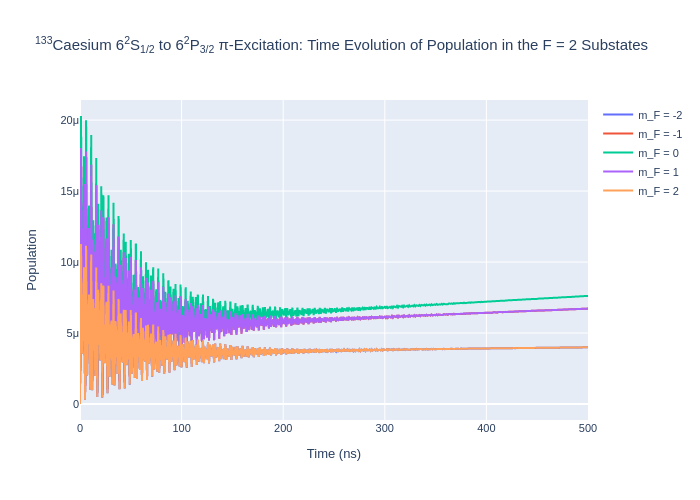 ¹³³Caesium 6²S₁/₂ to 6²P₃/₂ π-Excitation: Time Evolution of Population in the F = 2 Substates
m_F = -2
m_F = -1
m_F = 0
m_F = 1
m_F = 2
20μ
15μ
10μ
5μ
0
Population
0 100 200 300 400 500
Time (ns)